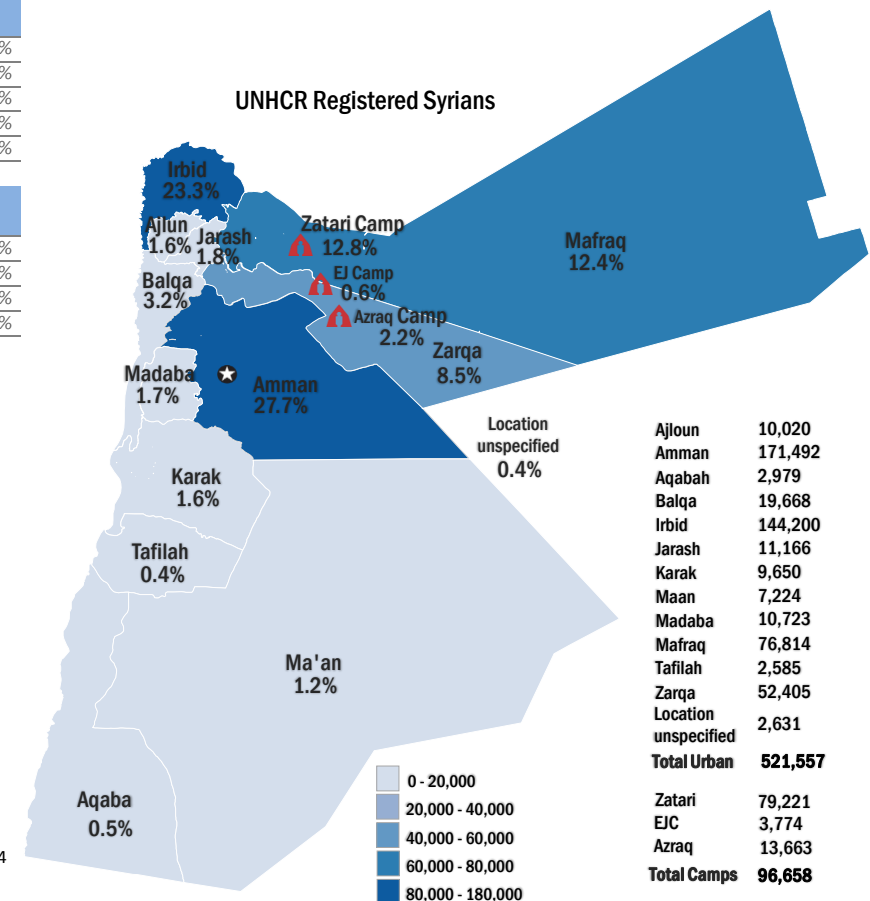 %
%
%
%
%
%
%
%
%
UNHCR Registered Syrians
Irbid
23.3%
Ajlun
1.6%
Jarash
1.8%
Zatari Camp
12.8%
Mafraq
12.4%
EJ Camp
0.6%
Balqa
3.2%
Azraq Camp
2.2%
Zarqa
8.5%
Madaba
1.7%
Amman
27.7%
Location
unspecified
0.4%
Karak
1.6%
Tafilah
0.4%
Ma'an
1.2%
Aqaba
0.5%
4
0 - 20,000
20,000 - 40,000
40,000 - 60,000
60,000 - 80,000
80,000 - 180,000
Ajloun 10,020
Amman 171,492
Aqabah 2,979
Balqa 19,668
Irbid 144,200
Jarash 11,166
Karak 9,650
Maan 7,224
Madaba 10,723
Mafraq 76,814
Tafilah 2,585
Zarqa 52,405
Location
unspecified 2,631
Total Urban 521,557
Zatari 79,221
EJC 3,774
Azraq 13,663
Total Camps 96,658